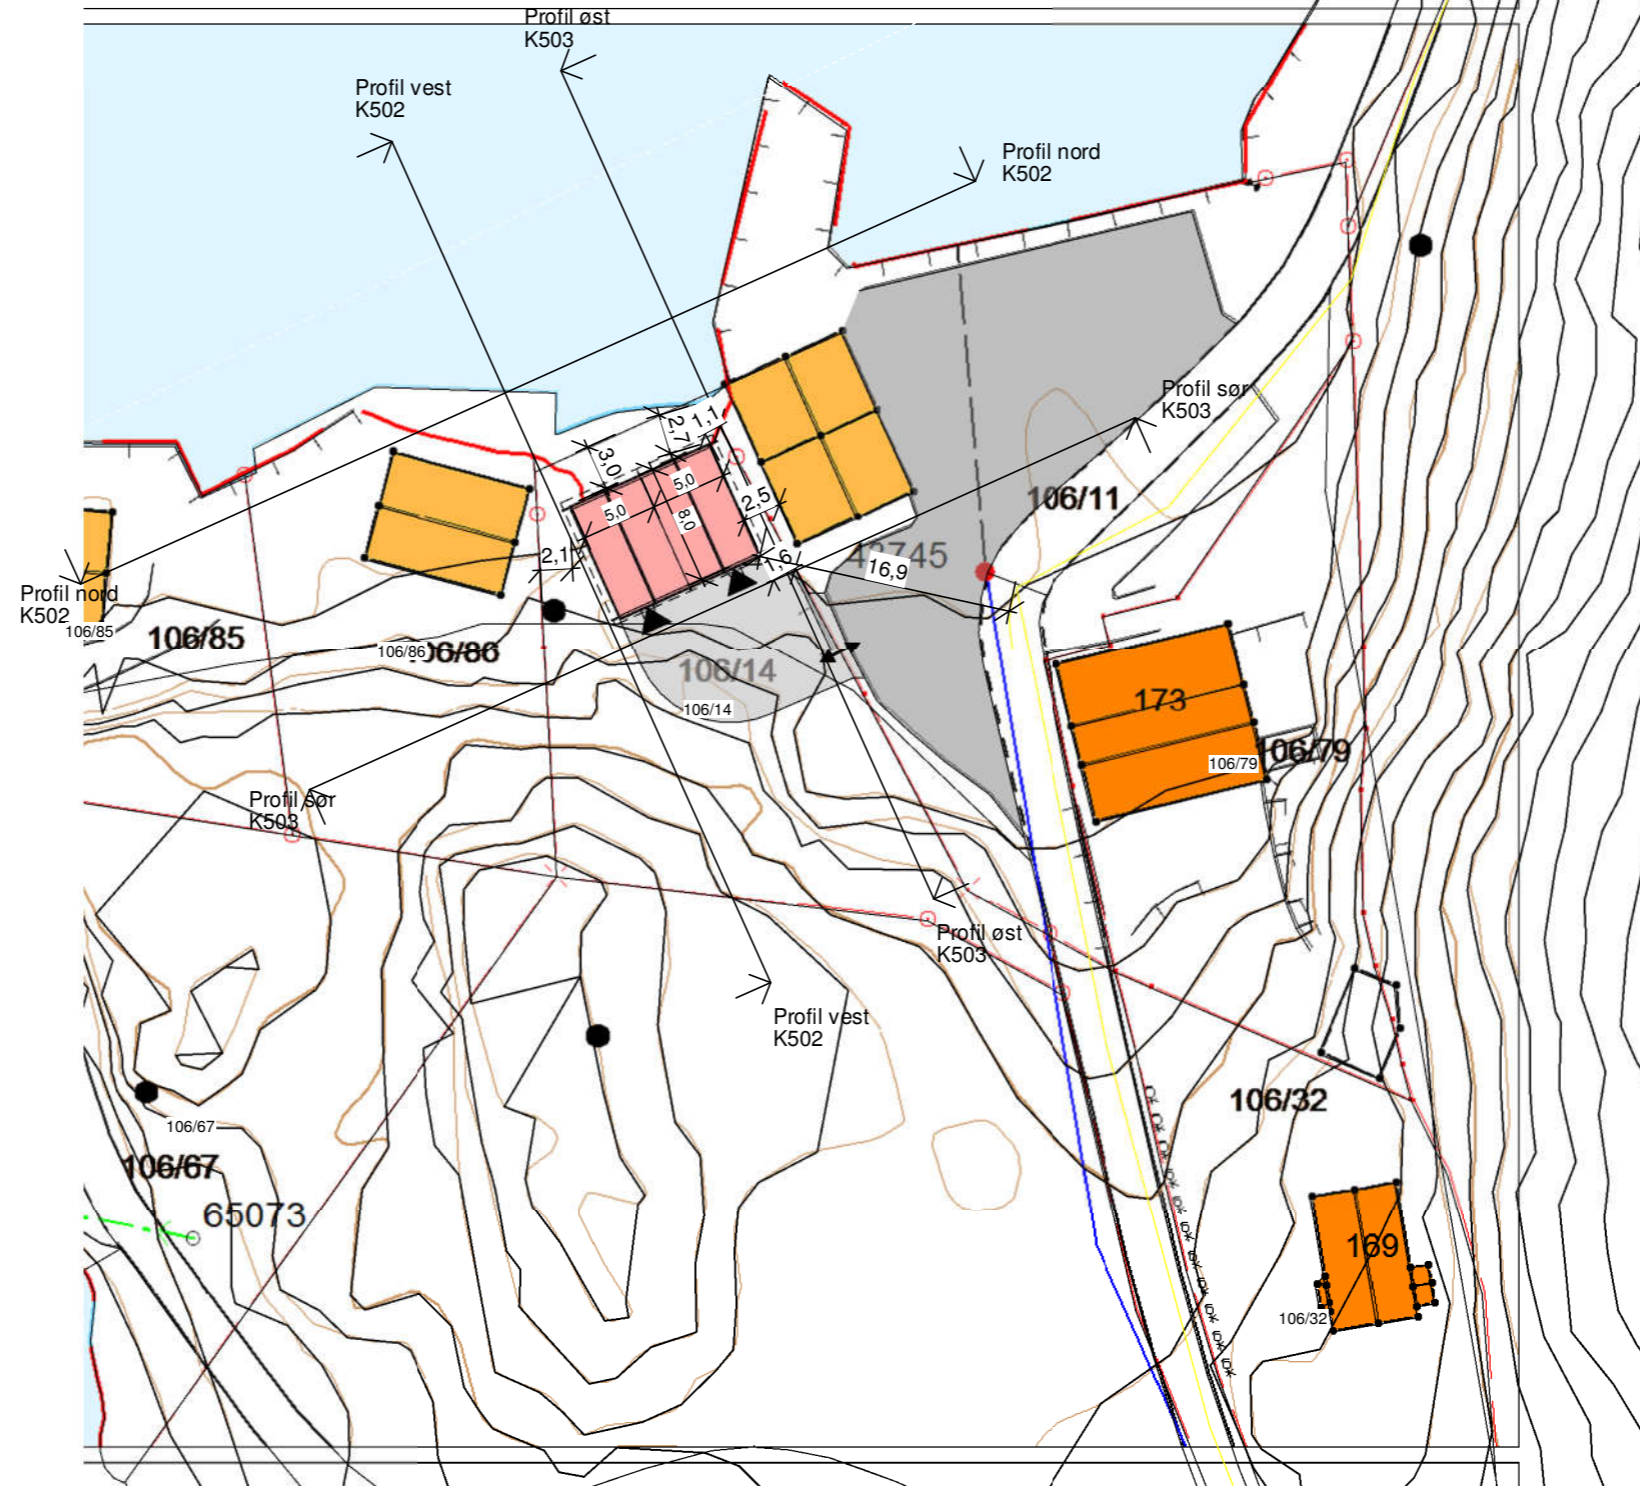 Profil øst
K503
Profil vest
K502
Profil nord
K502
Profil sør
K503
1,1
2,7
3,0
5,0
5,0
8,0
2,5
2,1
1,6
16,9
106/11
Profil nord
K502
106/85
106/85
106/86
106/14
106/14
173
106/79
106/79
Profil sør
K503
Profil øst
K503
Profil vest
K502
106/32
106/67
106/67
65073
169
106/32